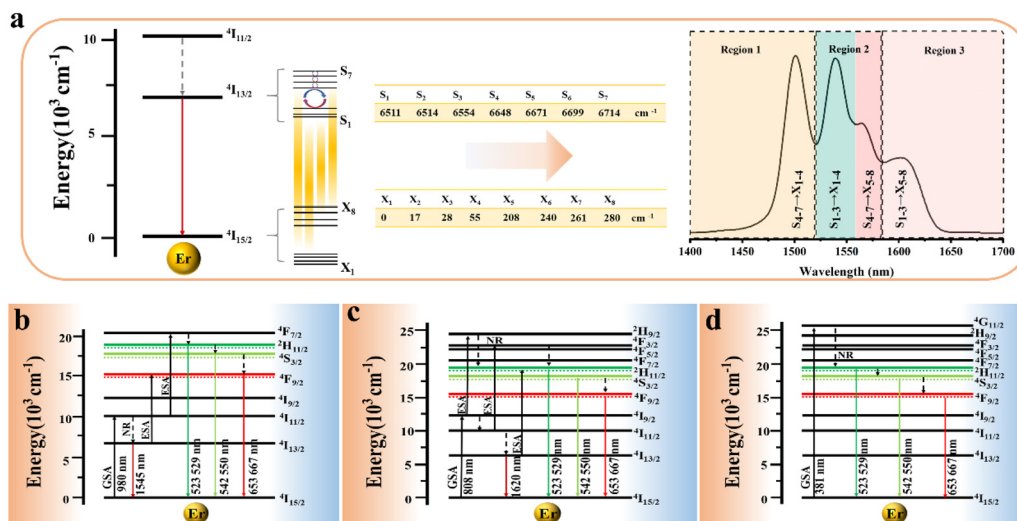 a
Energy(10³ cm⁻¹)
10
5
0
⁴I₁₁/₂
⁴I₁₃/₂
⁴I₁₅/₂
Er
S₇
S₁
X₈
X₁
S₁ S₂ S₃ S₄ S₅ S₆ S₇
6511 6514 6554 6648 6671 6699 6714 cm⁻¹
X₁ X₂ X₃ X₄ X₅ X₆ X₇ X₈
0 17 28 55 208 240 261 280 cm⁻¹
Region 1 Region 2 Region 3
S₄₋₇→X₁₋₄
S₁₋₃→X₁₋₄
S₄₋₇→X₅₋₈
S₁₋₃→X₅₋₈
1400 1450 1500 1550 1600 1650 1700
Wavelength (nm)
b
Energy(10³ cm⁻¹)
20
15
10
5
0
⁴F₇/₂
²H₁₁/₂
⁴S₃/₂
⁴F₉/₂
⁴I₉/₂
⁴I₁₁/₂
⁴I₁₃/₂
⁴I₁₅/₂
GSA
980 nm
NR
1545 nm
ESA
ESA
523 529 nm
542 550 nm
653 667 nm
Er
c
Energy(10³ cm⁻¹)
25
20
15
10
5
0
²H₉/₂
⁴F₃/₂
⁴F₅/₂
⁴F₇/₂
²H₁₁/₂
⁴S₃/₂
⁴F₉/₂
⁴I₉/₂
⁴I₁₁/₂
⁴I₁₃/₂
⁴I₁₅/₂
GSA
808 nm
ESA
NR
ESA
1620 nm
ESA
523 529 nm
542 550 nm
653 667 nm
Er
d
Energy(10³ cm⁻¹)
25
20
15
10
5
0
⁴G₁₁/₂
²H₉/₂
⁴F₃/₂
⁴F₅/₂
⁴F₇/₂
²H₁₁/₂
⁴S₃/₂
⁴F₉/₂
⁴I₉/₂
⁴I₁₁/₂
⁴I₁₃/₂
⁴I₁₅/₂
GSA
381 nm
NR
523 529 nm
542 550 nm
653 667 nm
Er